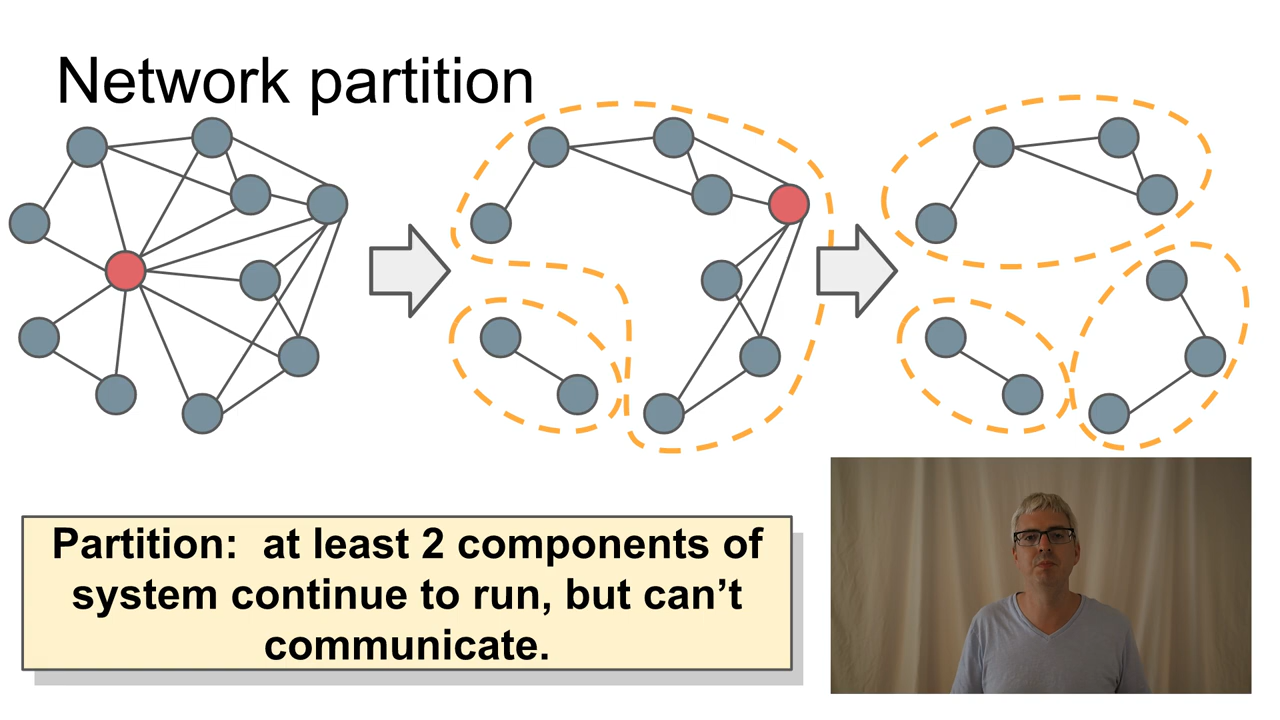 Network partition
Partition:  at least 2 components of
system continue to run, but can’t
communicate.